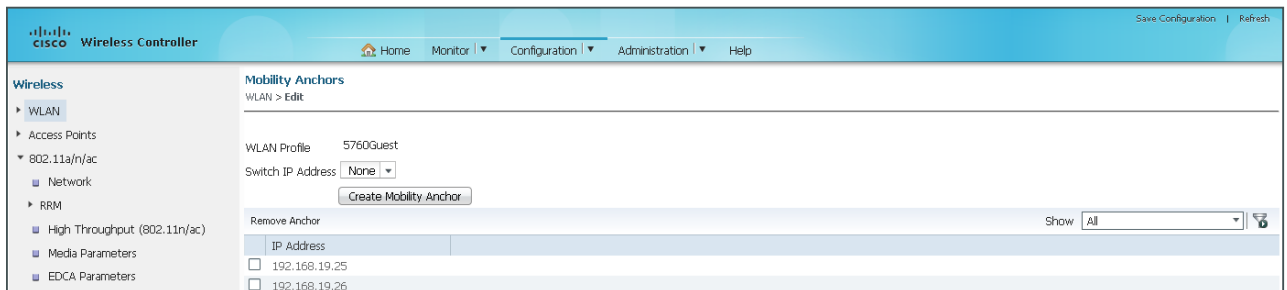 Save Configuration | Refresh
cisco Wireless Controller
Home Monitor Configuration Administration Help
Wireless
WLAN
Access Points
802.11a/n/ac
Network
RRM
High Throughput (802.11n/ac)
Media Parameters
EDCA Parameters
Mobility Anchors
WLAN > Edit
WLAN Profile 5760Guest
Switch IP Address None
Create Mobility Anchor
Remove Anchor Show All
IP Address
192.168.19.25
192.168.19.26